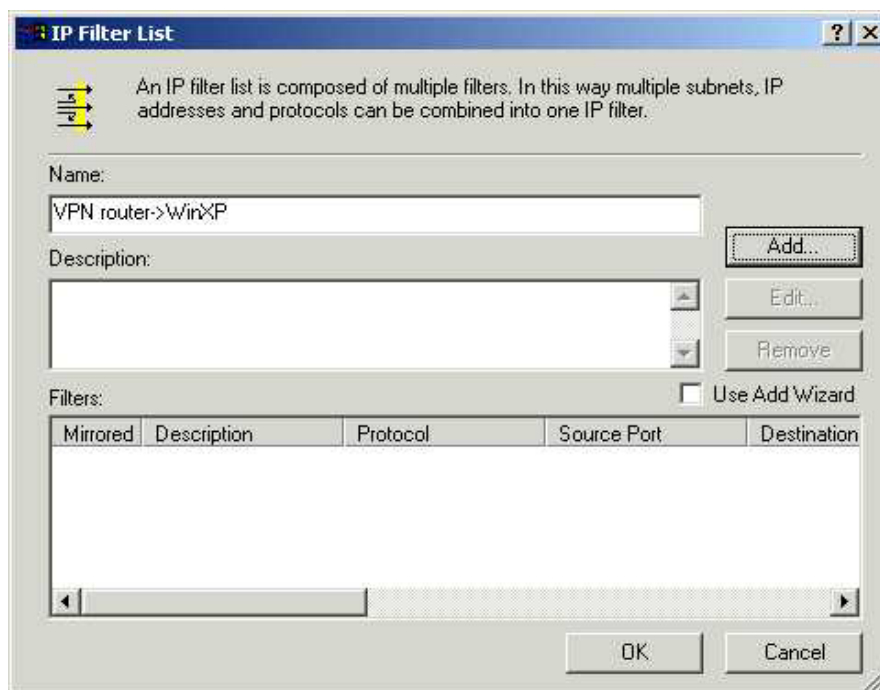 IP Filter List
An IP filter list is composed of multiple filters. In this way multiple subnets, IP
addresses and protocols can be combined into one IP filter.
Name:
VPN router->WinXP
Add...
Description:
Edit...
Remove
Filters:
Use Add Wizard
Mirrored Description Protocol Source Port Destination
OK Cancel